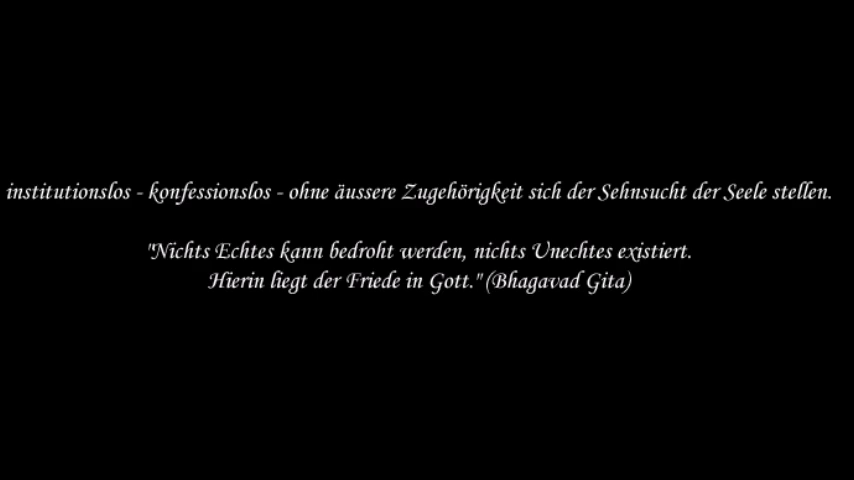 institutionslos - konfessionslos - ohne äussere Zugehörigkeit sich der Sehnsucht der Seele stellen.
"Nichts Echtes kann bedroht werden, nichts Unechtes existiert.
Hierin liegt der Friede in Gott." (Bhagavad Gita)